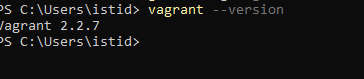 PS C:\Users\istid> vagrant --version
Vagrant 2.2.7
PS C:\Users\istid>